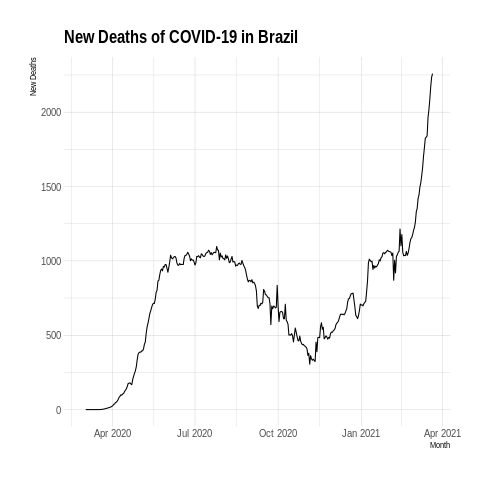 New Deaths of COVID-19 in Brazil
New Deaths
2000
1500
1000
500
0
Apr 2020 Jul 2020 Oct 2020 Jan 2021 Apr 2021
Month